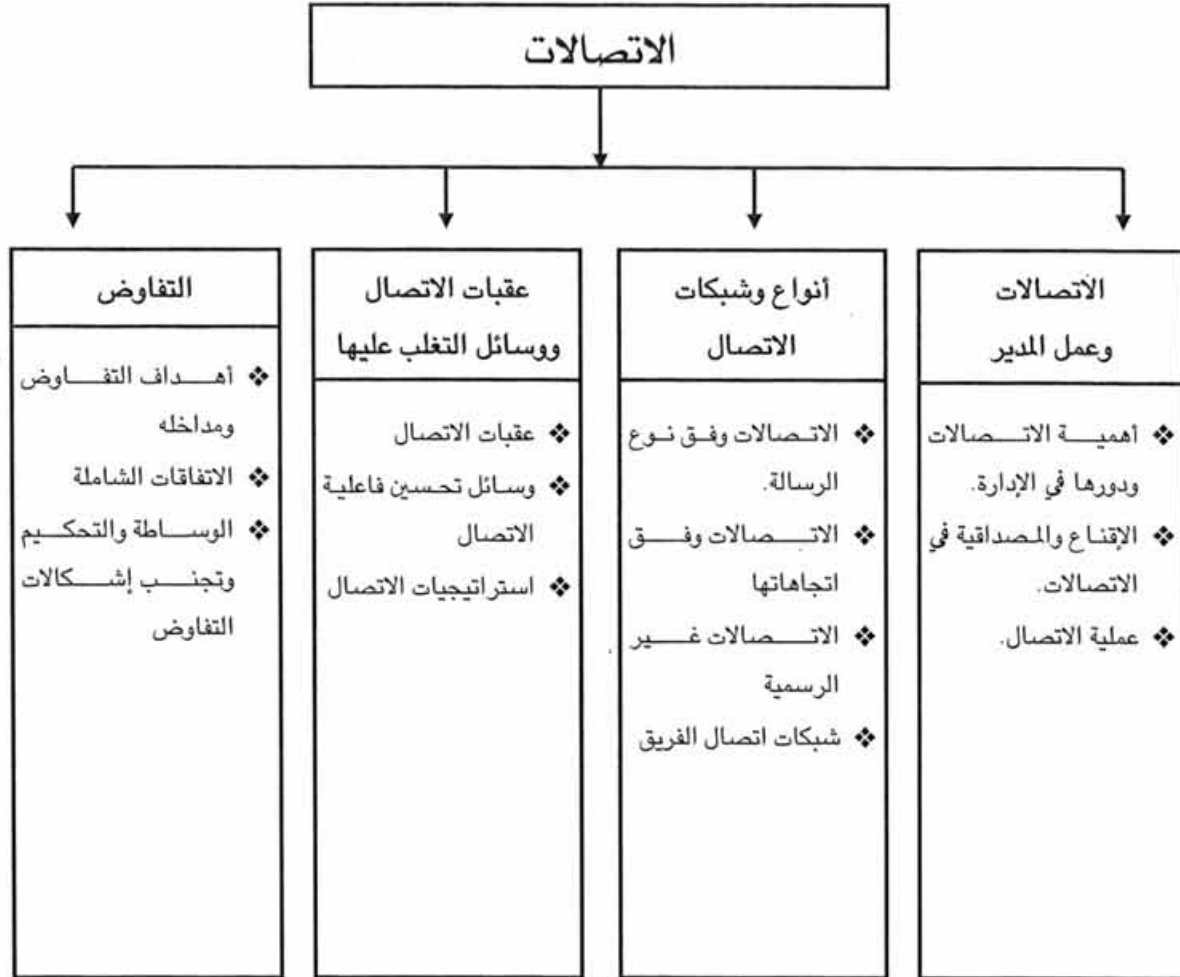 الاتصالات
الاتصالات
وعمل المدير
❖ أهمية الاتصالات
ودورها في الإدارة.
❖ الإقناع والمصداقية في
الاتصالات.
❖ عملية الاتصال.
أنواع وشبكات
الاتصال
❖ الاتصالات وفق نوع
الرسالة.
❖ الاتصالات وفق
اتجاهاتها
❖ الاتصالات غير
الرسمية
❖ شبكات اتصال الفريق
عقبات الاتصال
ووسائل التغلب عليها
❖ عقبات الاتصال
❖ وسائل تحسين فاعلية
الاتصال
❖ استراتيجيات الاتصال
التفاوض
❖ أهداف التفاوض
ومداخله
❖ الاتفاقات الشاملة
❖ الوساطة والتحكيم
وتجنب إشكالات
التفاوض